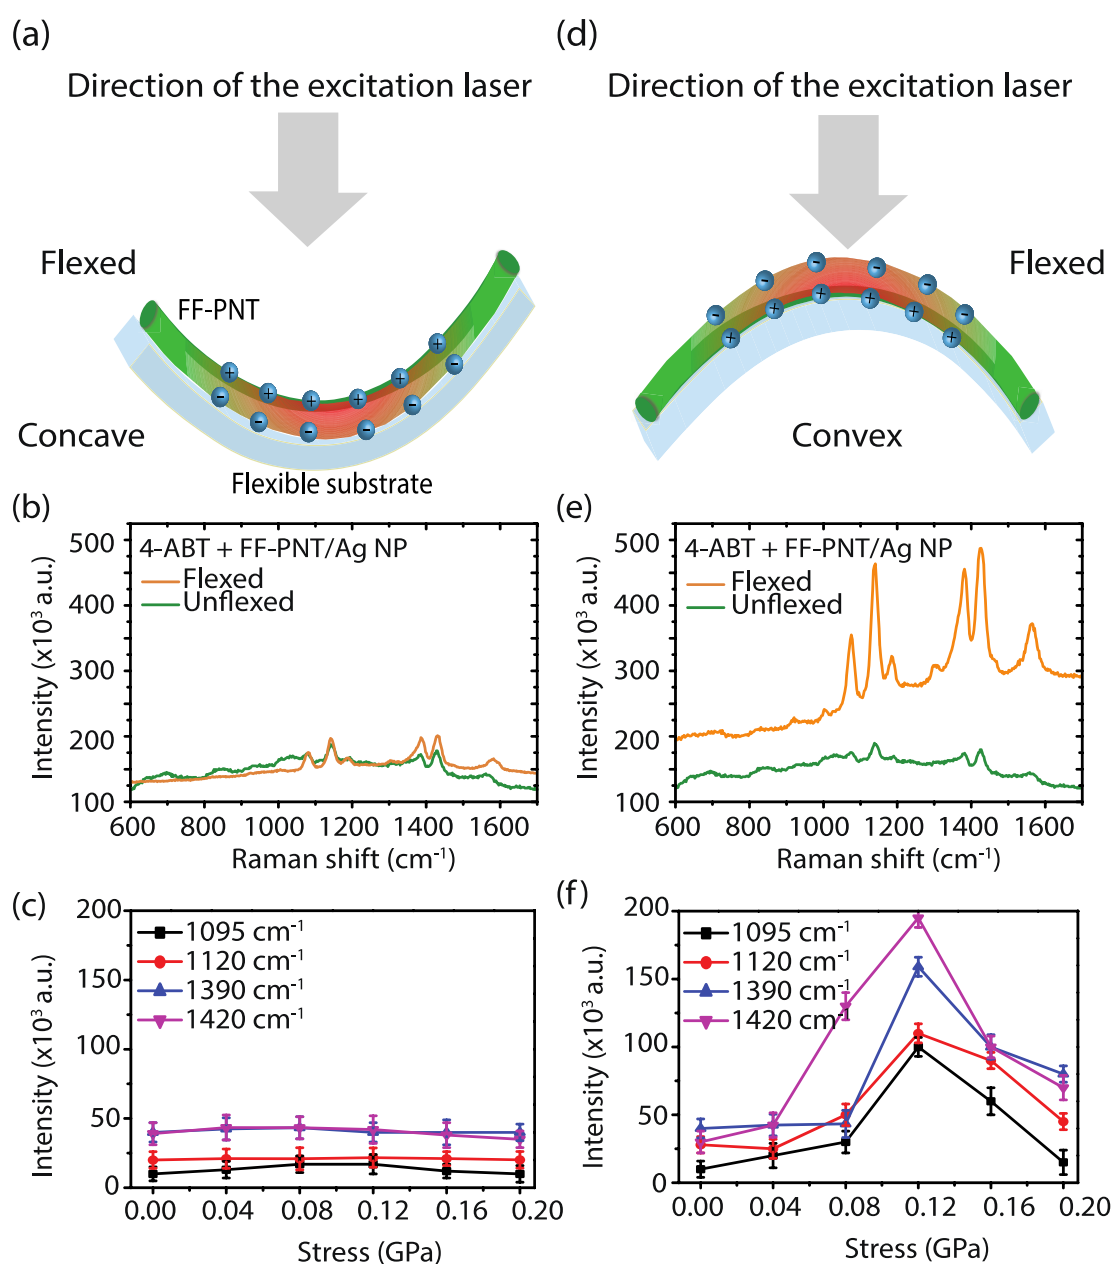 (a)
Direction of the excitation laser
Flexed
FF-PNT
+ + + + + +
- - - - - -
Concave
Flexible substrate
(d)
Direction of the excitation laser
Flexed
- - - - - -
+ + + + + +
Convex
(b)
4-ABT + FF-PNT/Ag NP
Flexed
Unflexed
Intensity (x10³ a.u.)
500
400
300
200
100
600 800 1000 1200 1400 1600
Raman shift (cm⁻¹)
(e)
4-ABT + FF-PNT/Ag NP
Flexed
Unflexed
Intensity (x10³ a.u.)
500
400
300
200
100
600 800 1000 1200 1400 1600
Raman shift (cm⁻¹)
(c)
1095 cm⁻¹
1120 cm⁻¹
1390 cm⁻¹
1420 cm⁻¹
Intensity (x10³ a.u.)
200
150
100
50
0
0.00 0.04 0.08 0.12 0.16 0.20
Stress (GPa)
(f)
1095 cm⁻¹
1120 cm⁻¹
1390 cm⁻¹
1420 cm⁻¹
Intensity (x10³ a.u.)
200
150
100
50
0
0.00 0.04 0.08 0.12 0.16 0.20
Stress (GPa)